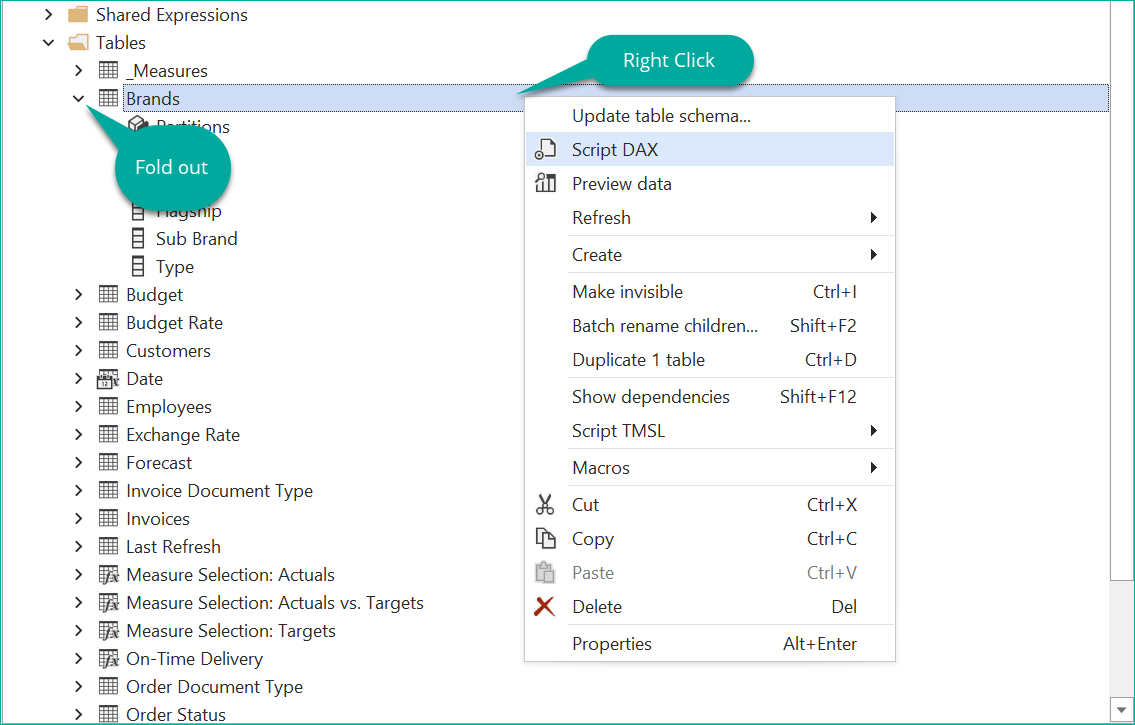 Shared Expressions
Tables
_Measures
Brands
Partitions
Flagship
Sub Brand
Type
Budget
Budget Rate
Customers
Date
Employees
Exchange Rate
Forecast
Invoice Document Type
Invoices
Last Refresh
Measure Selection: Actuals
Measure Selection: Actuals vs. Targets
Measure Selection: Targets
On-Time Delivery
Order Document Type
Order Status
Fold out
Right Click
Update table schema...
Script DAX
Preview data
Refresh
Create
Make invisible Ctrl+I
Batch rename children... Shift+F2
Duplicate 1 table Ctrl+D
Show dependencies Shift+F12
Script TMSL
Macros
Cut Ctrl+X
Copy Ctrl+C
Paste Ctrl+V
Delete Del
Properties Alt+Enter